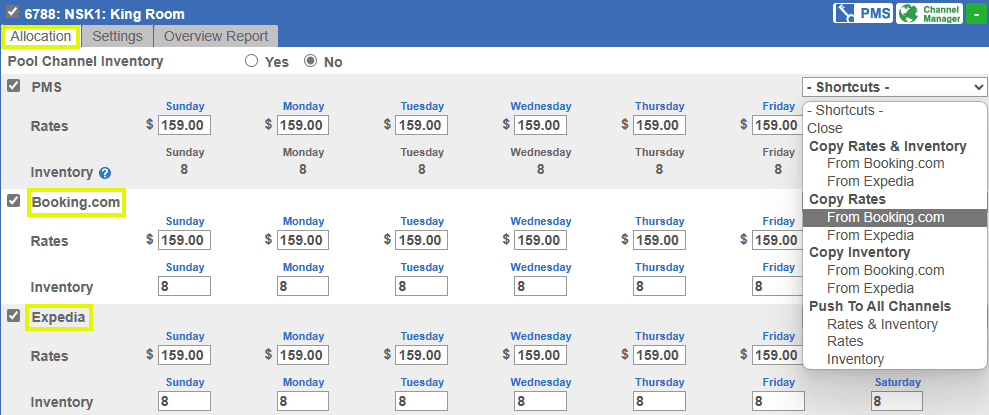 6788: NSK1: King Room PMS Channel Manager -
Allocation Settings Overview Report
Pool Channel Inventory Yes No
PMS - Shortcuts -
Sunday Monday Tuesday Wednesday Thursday Friday
Rates $ 159.00 $ 159.00 $ 159.00 $ 159.00 $ 159.00 $ 159.00
Sunday Monday Tuesday Wednesday Thursday Friday
Inventory ? 8 8 8 8 8 8
Booking.com
Sunday Monday Tuesday Wednesday Thursday Friday
Rates $ 159.00 $ 159.00 $ 159.00 $ 159.00 $ 159.00 $ 159.00
Sunday Monday Tuesday Wednesday Thursday Friday
Inventory 8 8 8 8 8 8
Expedia
Sunday Monday Tuesday Wednesday Thursday Friday
Rates $ 159.00 $ 159.00 $ 159.00 $ 159.00 $ 159.00 $ 159.00
Sunday Monday Tuesday Wednesday Thursday Friday Saturday
Inventory 8 8 8 8 8 8 8
- Shortcuts -
Close
Copy Rates & Inventory
From Booking.com
From Expedia
Copy Rates
From Booking.com
From Expedia
Copy Inventory
From Booking.com
From Expedia
Push To All Channels
Rates & Inventory
Rates
Inventory